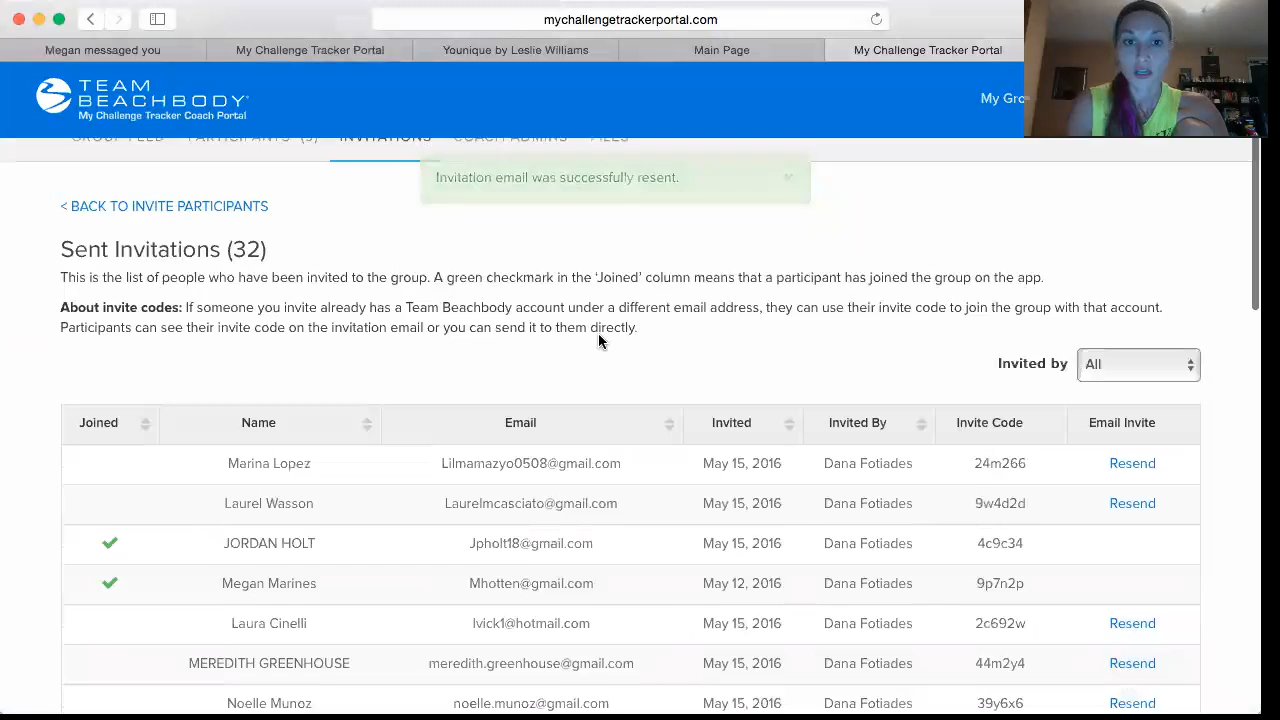 mychallengetrackerportal.com
Megan messaged you
My Challenge Tracker Portal
Younique by Leslie Williams
Main Page
My Challenge Tracker Portal
TEAM
BEACHBODY
My Challenge Tracker Coach Portal
My Gro
GROUP FEED PARTICIPANTS (3) INVITATIONS COACH ADMINS FILES
Invitation email was successfully resent. ×
< BACK TO INVITE PARTICIPANTS
Sent Invitations (32)
This is the list of people who have been invited to the group. A green checkmark in the ‘Joined’ column means that a participant has joined the group on the app.
About invite codes: If someone you invite already has a Team Beachbody account under a different email address, they can use their invite code to join the group with that account.
Participants can see their invite code on the invitation email or you can send it to them directly.
Invited by All
Joined Name Email Invited Invited By Invite Code Email Invite
Marina Lopez Lilmamazyo0508@gmail.com May 15, 2016 Dana Fotiades 24m266 Resend
Laurel Wasson Laurelmcasciato@gmail.com May 15, 2016 Dana Fotiades 9w4d2d Resend
JORDAN HOLT Jpholt18@gmail.com May 15, 2016 Dana Fotiades 4c9c34
Megan Marines Mhotten@gmail.com May 12, 2016 Dana Fotiades 9p7n2p
Laura Cinelli lvick1@hotmail.com May 15, 2016 Dana Fotiades 2c692w Resend
MEREDITH GREENHOUSE meredith.greenhouse@gmail.com May 15, 2016 Dana Fotiades 44m2y4 Resend
Noelle Munoz noelle.munoz@gmail.com May 15, 2016 Dana Fotiades 39y6x6 Resend